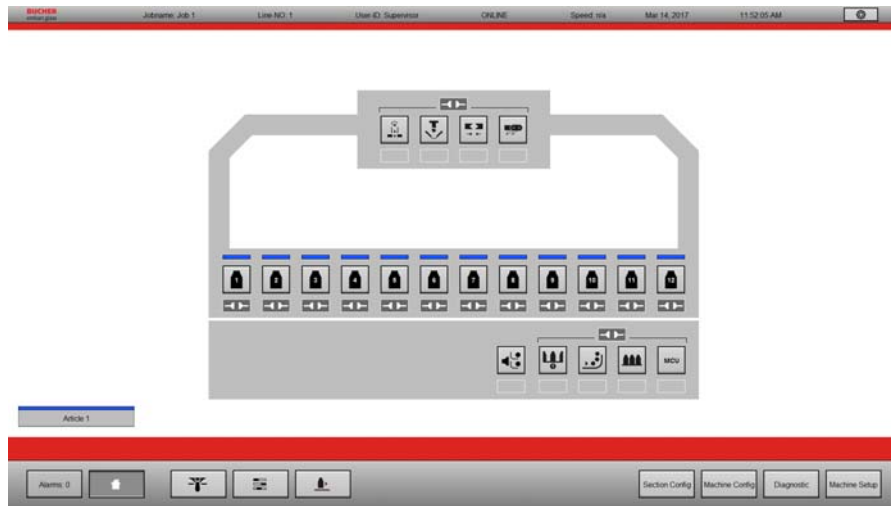 BUCHER
emhart glass
Jobname: Job 1
Line-NO: 1
User-ID: Supervisor
ONLINE
Speed: n/a
Mar 14, 2017
11:52:05 AM
1 2 3 4 5 6 7 8 9 10 11 12
MCU
Article 1
Alarms: 0
Section Config
Machine Config
Diagnostic
Machine Setup